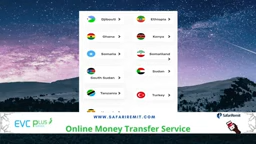 Djibouti
Ethiopia
Ghana
Kenya
Somalia
Somaliland
South Sudan
Sudan
Tanzania
Turkey
WWW.SAFARIREMIT.COM
EVC Plus
SafariRemit
Online Money Transfer Service